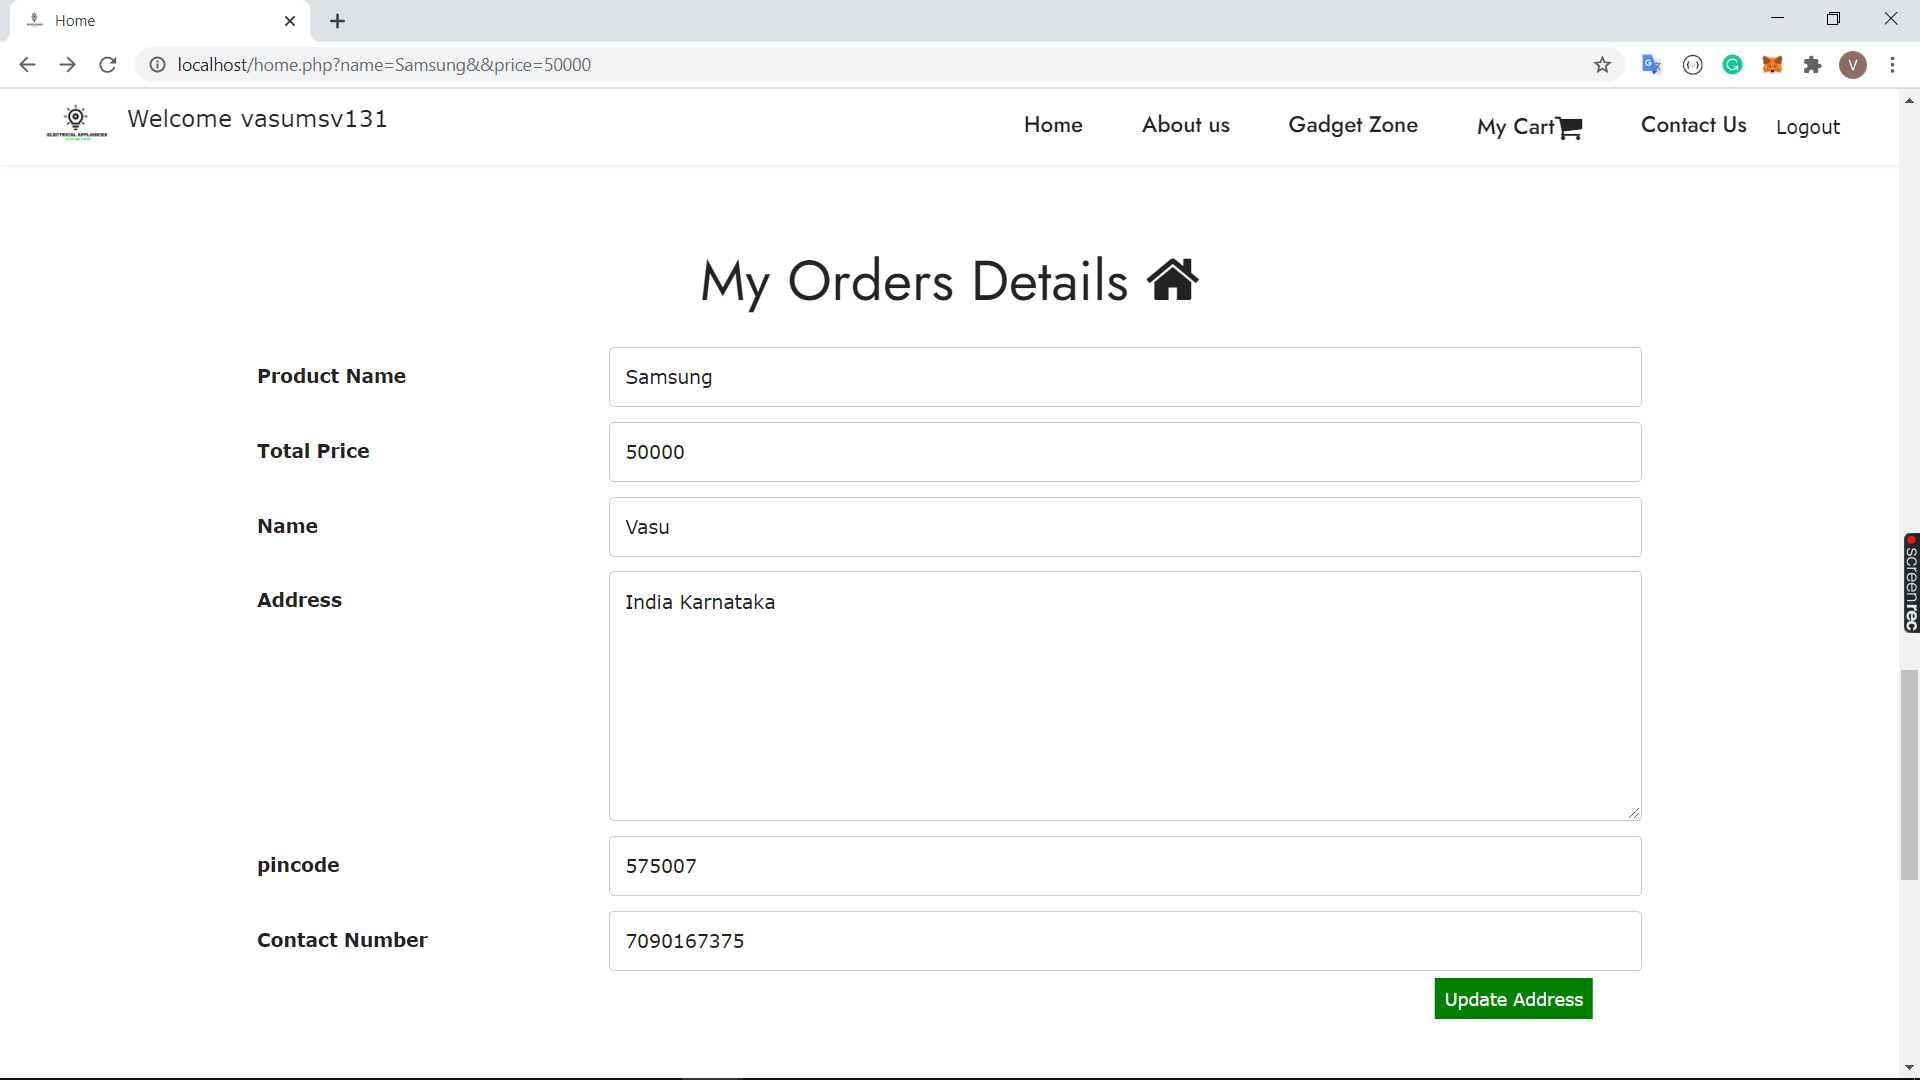 Home
localhost/home.php?name=Samsung&&price=50000
V
ELECTRICAL APPLIANCES
Welcome vasumsv131
Home
About us
Gadget Zone
My Cart
Contact Us
Logout
My Orders Details
Product Name
Samsung
Total Price
50000
Name
Vasu
Address
India Karnataka
pincode
575007
Contact Number
7090167375
Update Address
screenrec